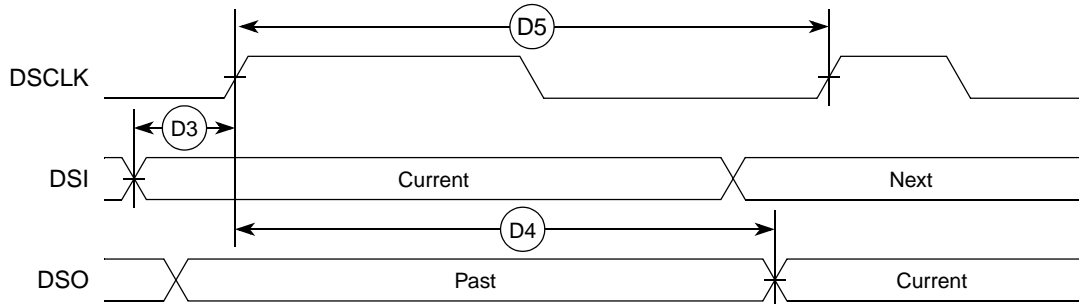 D5
DSCLK
D3
DSI Current Next
D4
DSO Past Current